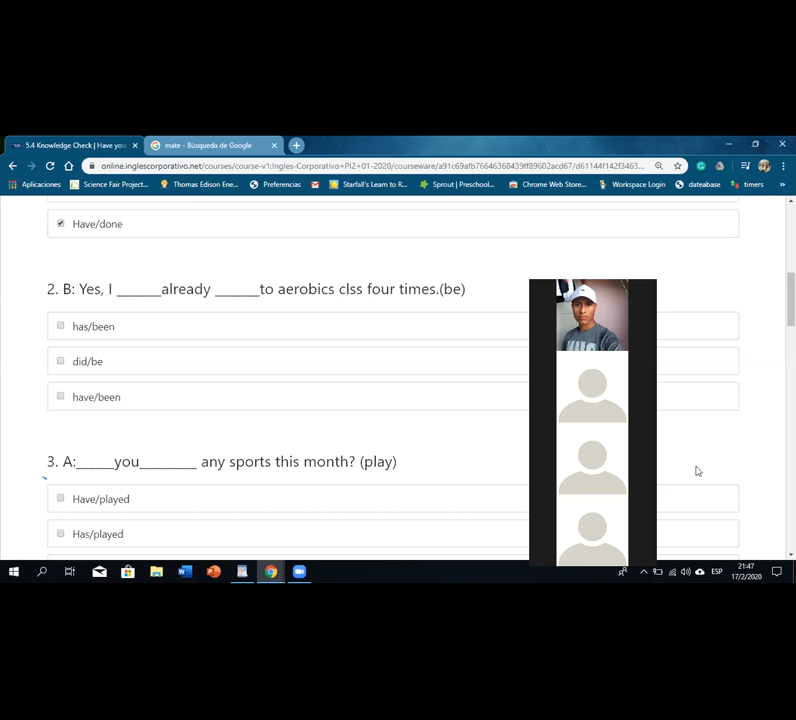 5.4 Knowledge Check | Have you
mate - Búsqueda de Google
online.inglescorporativo.net/courses/course-v1:Ingles-Corporativo+PI2+01-2020/courseware/a91c69afb76646368439ff89602acd67/d61144f142f3463...
Aplicaciones
Science Fair Project...
Thomas Edison Ene...
Preferencias
Starfall's Learn to R...
Sprout | Preschool...
Chrome Web Store...
Workspace Login
dateabase
timers
»
Have/done
2. B: Yes, I ______already ______to aerobics clss four times.(be)
has/been
did/be
have/been
3. A:_____you________ any sports this month? (play)
Have/played
Has/played
ESP
21:47
17/2/2020